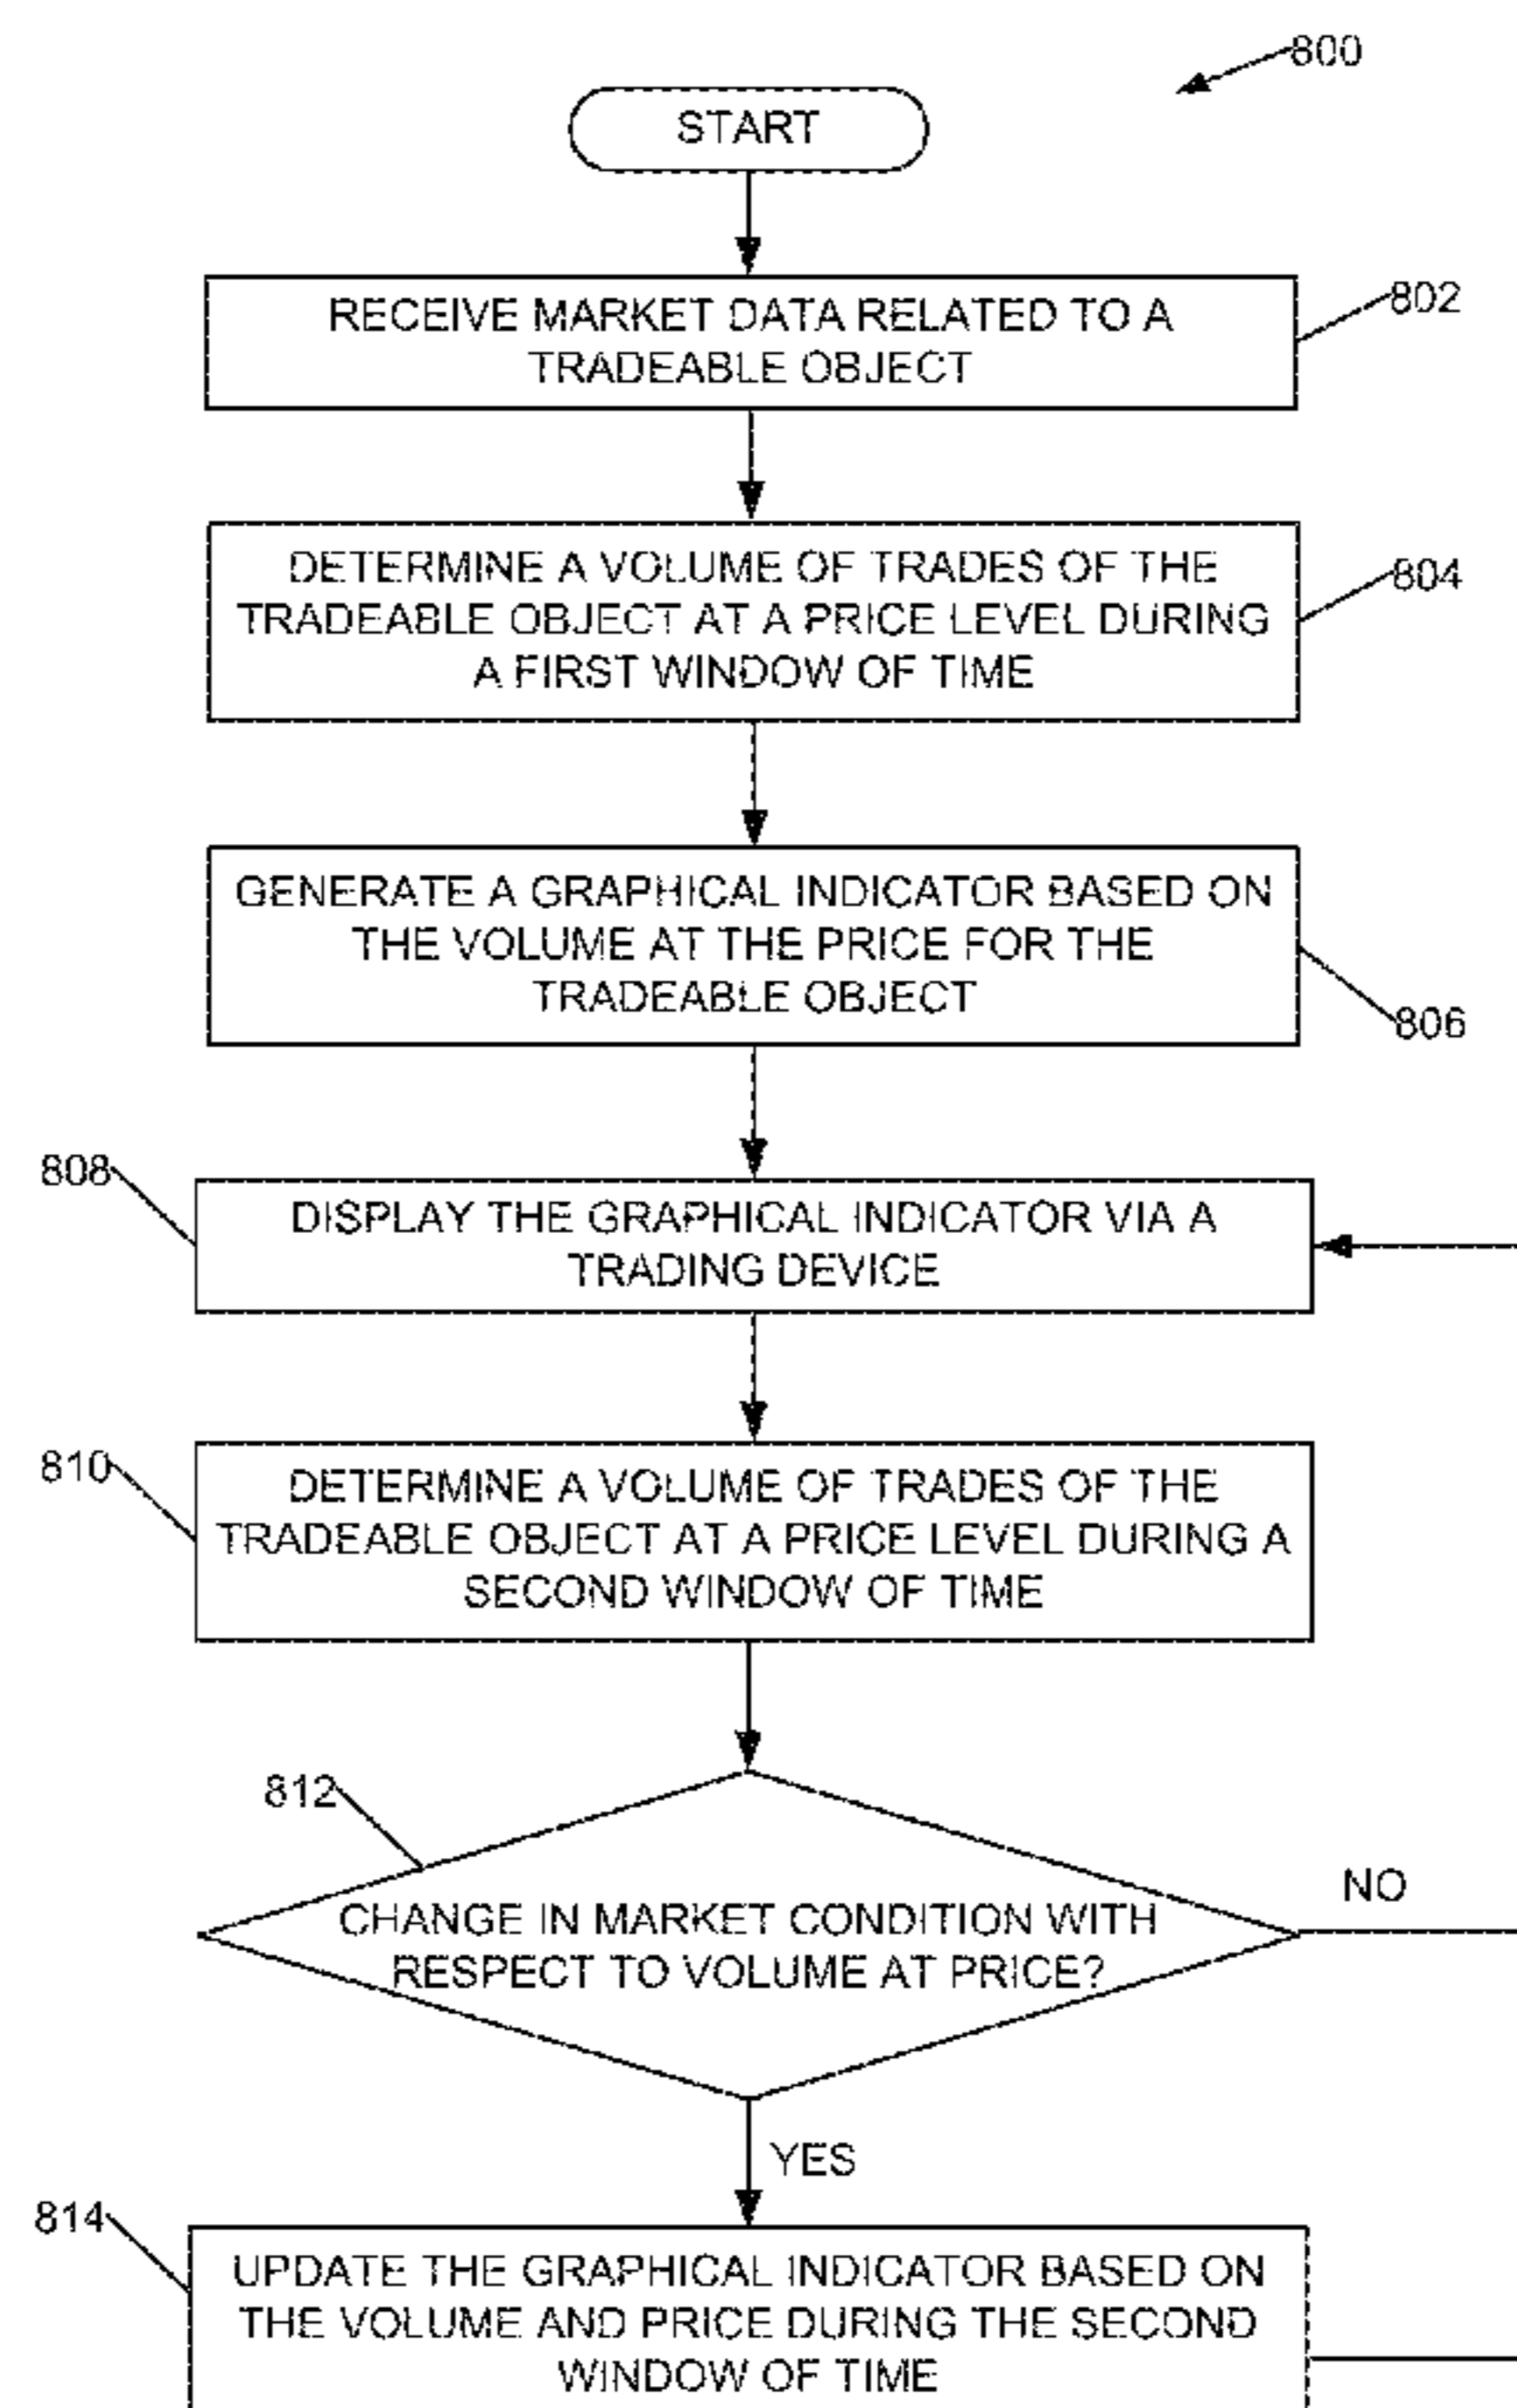 800
START
RECEIVE MARKET DATA RELATED TO A
TRADEABLE OBJECT
802
DETERMINE A VOLUME OF TRADES OF THE
TRADEABLE OBJECT AT A PRICE LEVEL DURING
A FIRST WINDOW OF TIME
804
GENERATE A GRAPHICAL INDICATOR BASED ON
THE VOLUME AT THE PRICE FOR THE
TRADEABLE OBJECT
806
808
DISPLAY THE GRAPHICAL INDICATOR VIA A
TRADING DEVICE
810
DETERMINE A VOLUME OF TRADES OF THE
TRADEABLE OBJECT AT A PRICE LEVEL DURING A
SECOND WINDOW OF TIME
812
CHANGE IN MARKET CONDITION WITH
RESPECT TO VOLUME AT PRICE?
NO
YES
814
UPDATE THE GRAPHICAL INDICATOR BASED ON
THE VOLUME AND PRICE DURING THE SECOND
WINDOW OF TIME